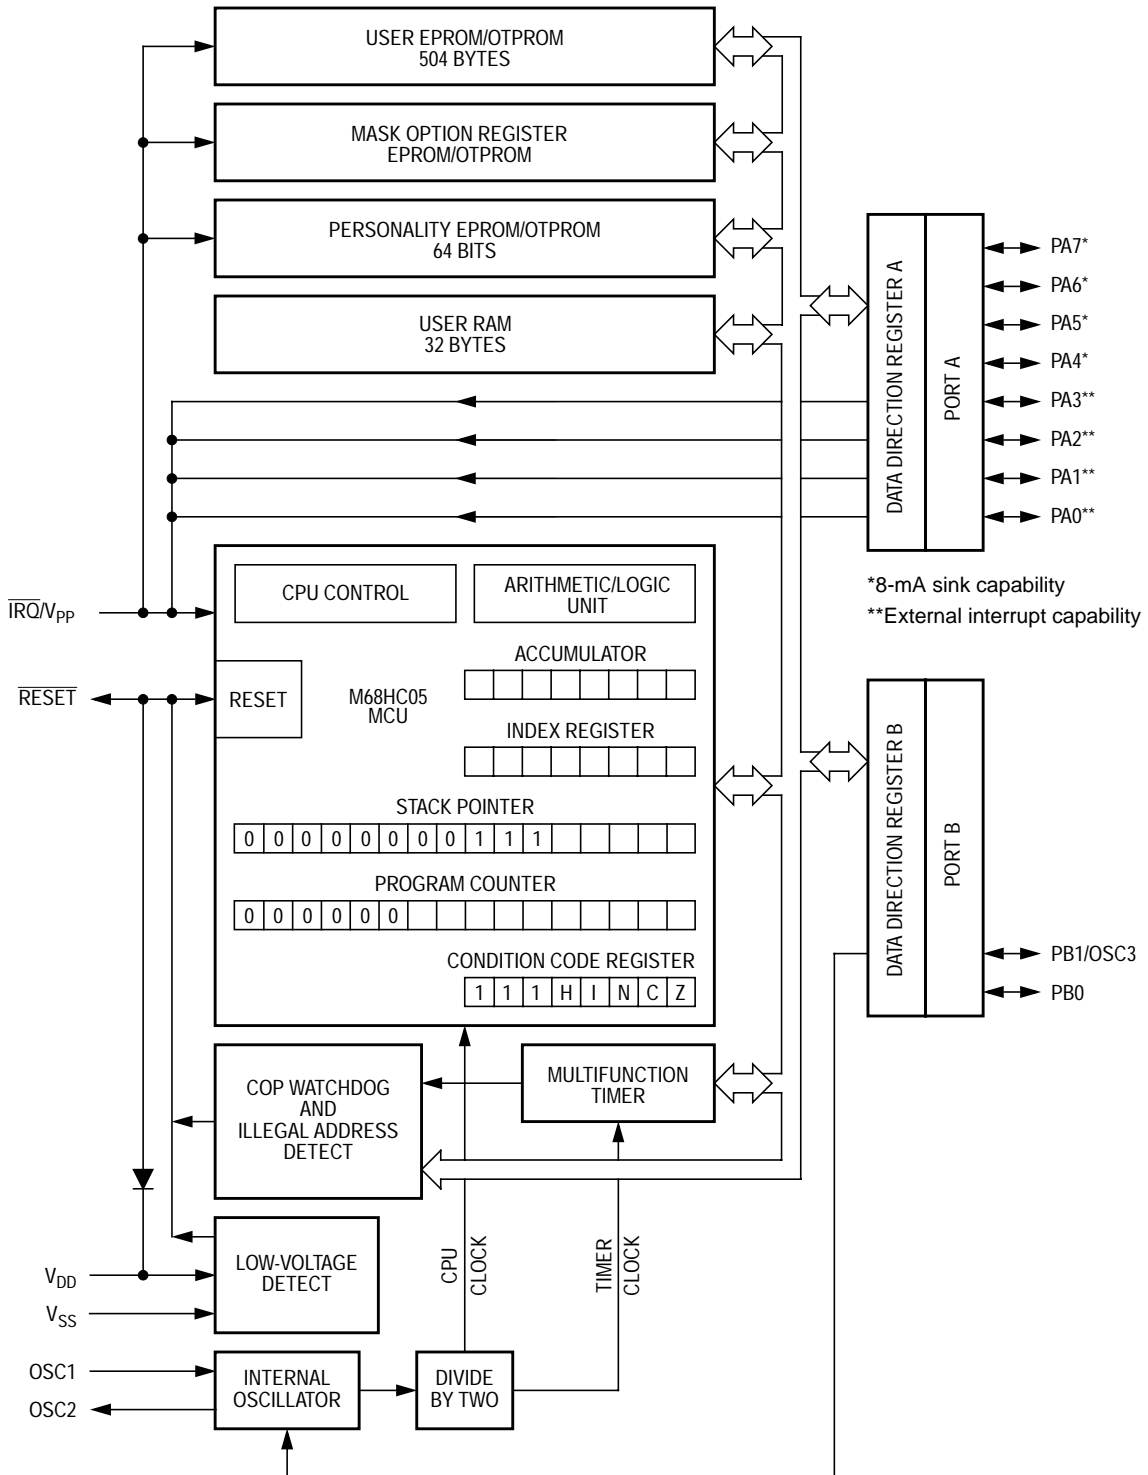 USER EPROM/OTPROM
504 BYTES
MASK OPTION REGISTER
EPROM/OTPROM
PERSONALITY EPROM/OTPROM
64 BITS
USER RAM
32 BYTES
DATA DIRECTION REGISTER A
PORT A
PA7*
PA6*
PA5*
PA4*
PA3**
PA2**
PA1**
PA0**
*8-mA sink capability
**External interrupt capability
IRQ/VPP
CPU CONTROL
ARITHMETIC/LOGIC
UNIT
RESET
RESET
M68HC05
MCU
ACCUMULATOR
INDEX REGISTER
STACK POINTER
0 0 0 0 0 0 0 0 1 1 1
PROGRAM COUNTER
0 0 0 0 0 0
CONDITION CODE REGISTER
1 1 1 H I N C Z
DATA DIRECTION REGISTER B
PORT B
PB1/OSC3
PB0
COP WATCHDOG
AND
ILLEGAL ADDRESS
DETECT
MULTIFUNCTION
TIMER
VDD
VSS
LOW-VOLTAGE
DETECT
CPU
CLOCK
TIMER
CLOCK
OSC1
OSC2
INTERNAL
OSCILLATOR
DIVIDE
BY TWO